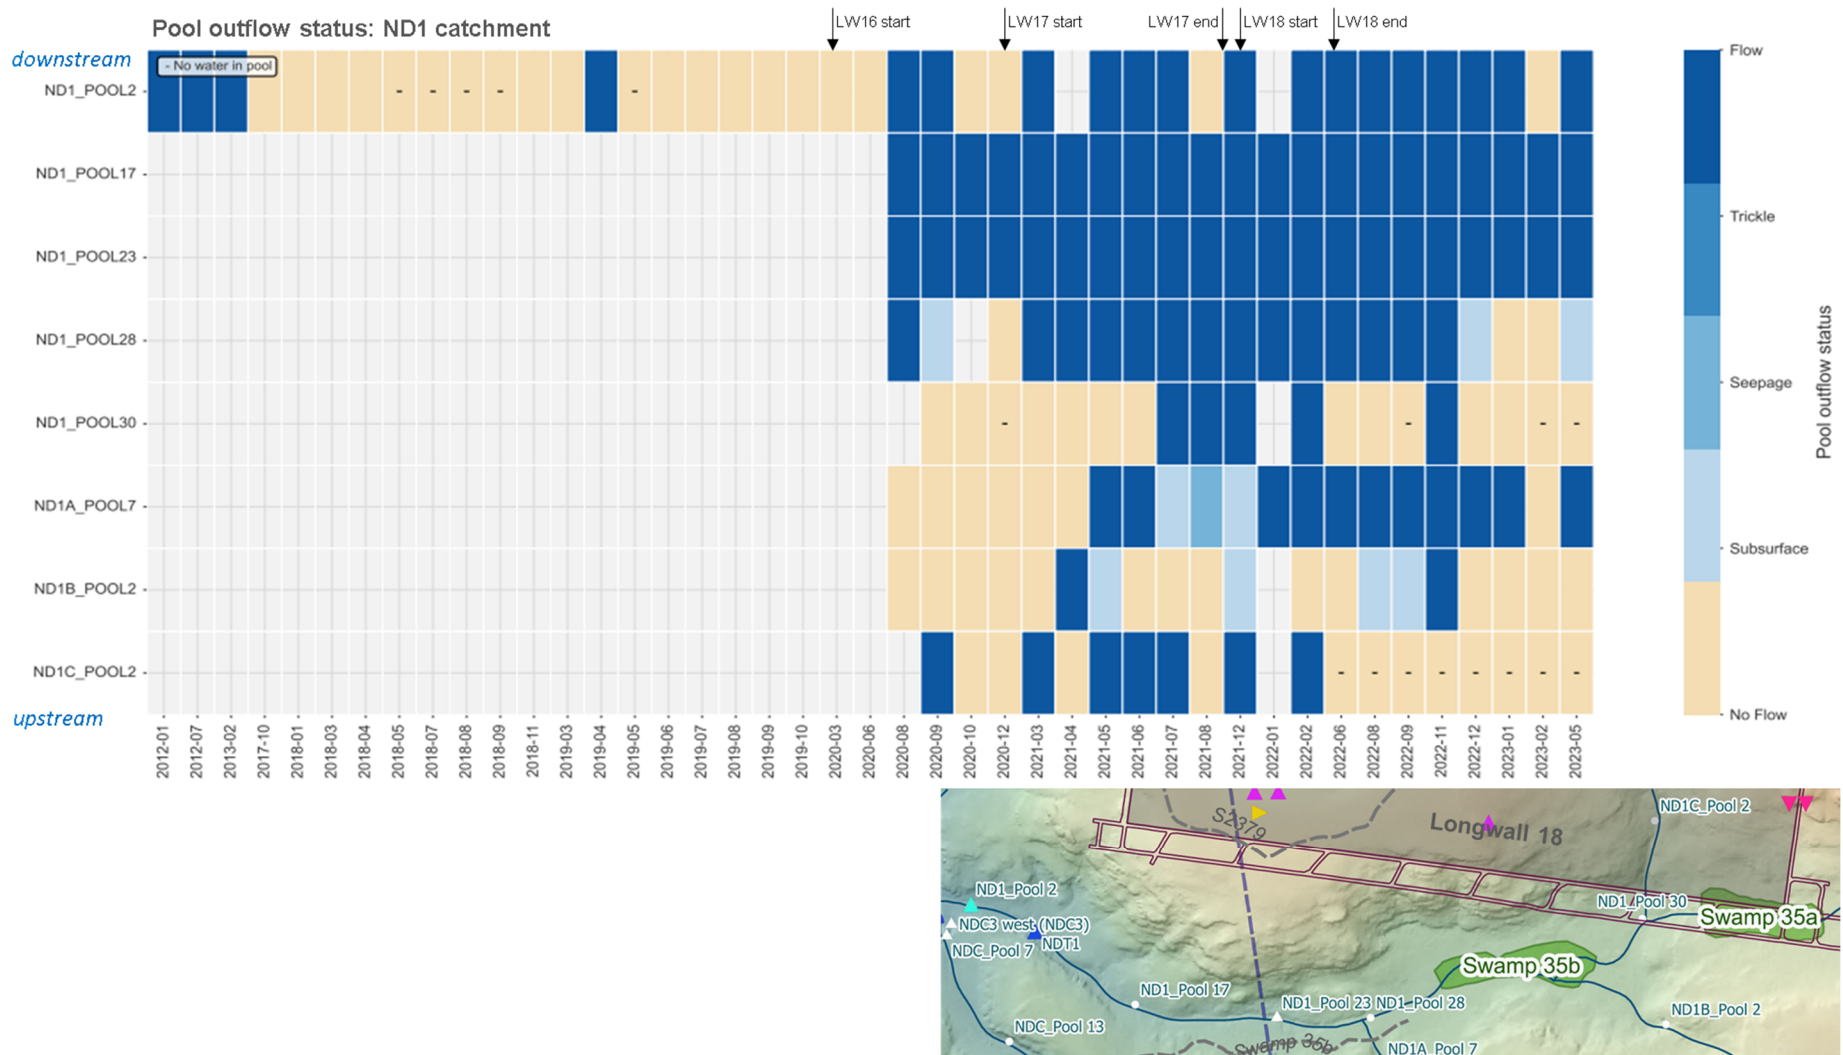 Pool outflow status: ND1 catchment
LW16 start
LW17 start
LW17 end
LW18 start
LW18 end
downstream
- No water in pool
ND1_POOL2
ND1_POOL17
ND1_POOL23
ND1_POOL28
ND1_POOL30
ND1A_POOL7
ND1B_POOL2
ND1C_POOL2
upstream
Flow
Trickle
Seepage
Subsurface
No Flow
Pool outflow status
2012-01
2012-07
2013-02
2017-10
2018-01
2018-03
2018-04
2018-05
2018-07
2018-08
2018-09
2018-11
2019-03
2019-04
2019-05
2019-07
2019-08
2019-09
2019-10
2020-03
2020-06
2020-08
2020-09
2020-10
2020-12
2021-03
2021-04
2021-05
2021-06
2021-07
2021-08
2021-12
2022-01
2022-02
2022-06
2022-08
2022-09
2022-11
2022-12
2023-01
2023-02
2023-05
S2379
Longwall 18
ND1C_Pool 2
ND1_Pool 2
NDC3 west (NDC3)
NDT1
NDC_Pool 7
ND1_Pool 30
Swamp 35a
Swamp 35b
ND1_Pool 17
ND1_Pool 23
ND1_Pool 28
ND1B_Pool 2
NDC_Pool 13
Swamp 35b
ND1A_Pool 7